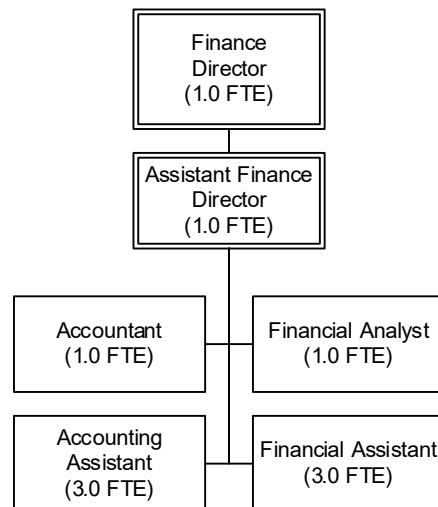 Finance
Director
(1.0 FTE)
Assistant Finance
Director
(1.0 FTE)
Accountant
(1.0 FTE)
Financial Analyst
(1.0 FTE)
Accounting
Assistant
(3.0 FTE)
Financial Assistant
(3.0 FTE)